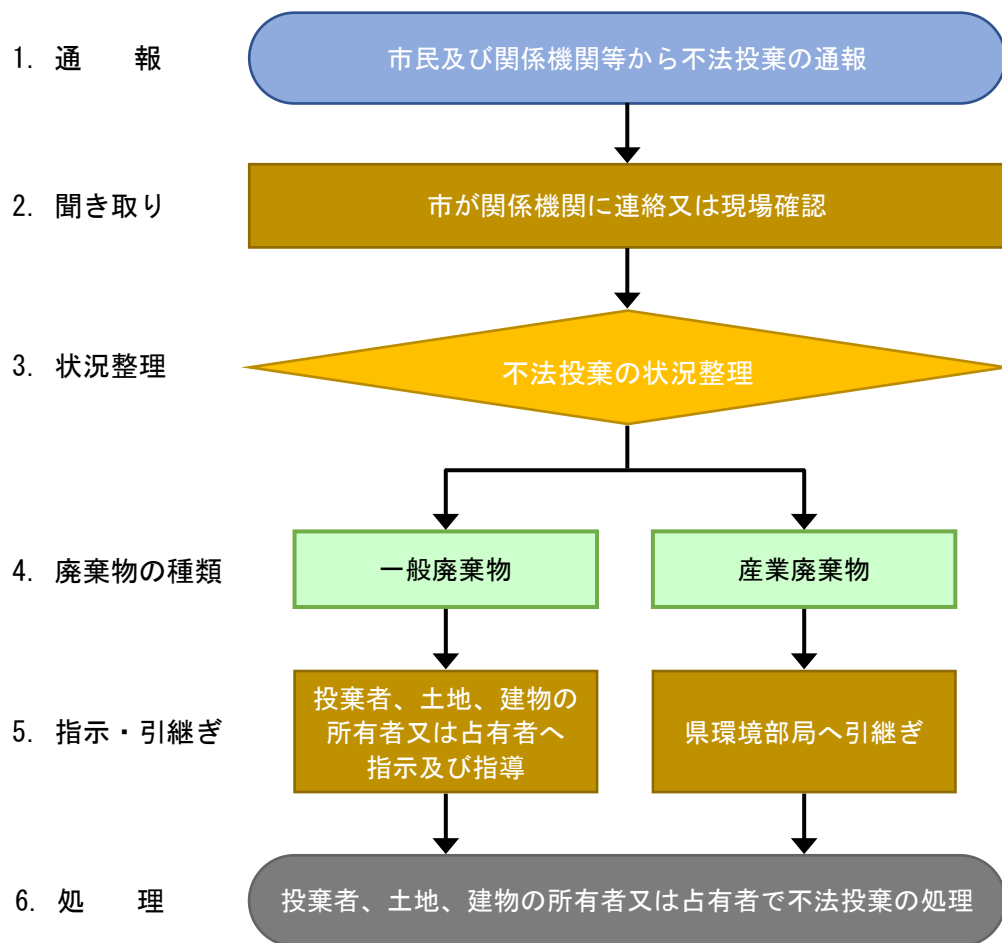 1. 通　　報
市民及び関係機関等から不法投棄の通報
2. 聞き取り
市が関係機関に連絡又は現場確認
3. 状況整理
不法投棄の状況整理
4. 廃棄物の種類
一般廃棄物
産業廃棄物
5. 指示・引継ぎ
投棄者、土地、建物の
所有者又は占有者へ
指示及び指導
県環境部局へ引継ぎ
6. 処　　理
投棄者、土地、建物の所有者又は占有者で不法投棄の処理